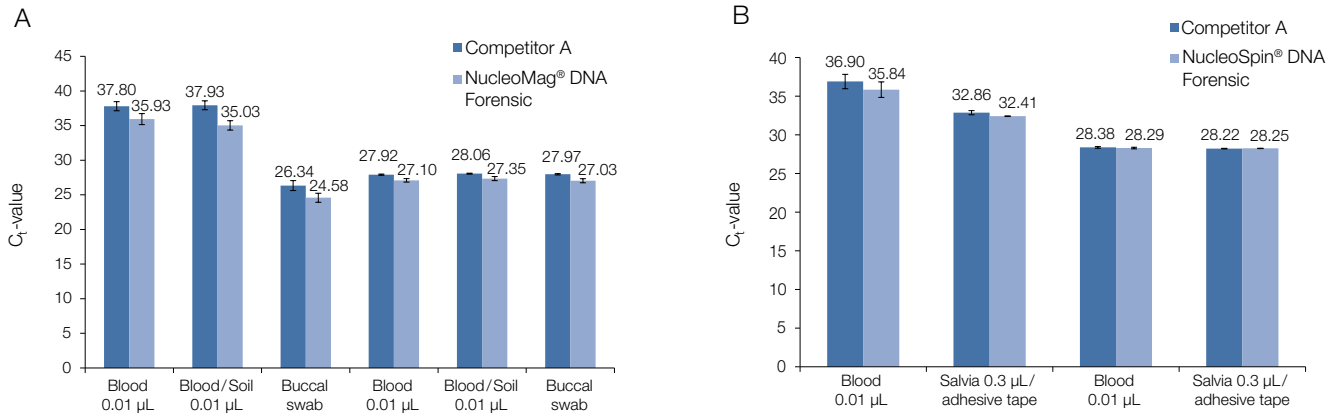 A
Competitor A
NucleoMag® DNA
Forensic
Cₜ-value
45
40
35
30
25
20
15
10
5
0
37.80
35.93
37.93
35.03
26.34
24.58
27.92
27.10
28.06
27.35
27.97
27.03
Blood
0.01 µL
Blood/Soil
0.01 µL
Buccal
swab
Blood
0.01 µL
Blood/Soil
0.01 µL
Buccal
swab
B
Competitor A
NucleoSpin® DNA
Forensic
Cₜ-value
40
35
30
25
20
15
10
5
0
36.90
35.84
32.86
32.41
28.38
28.29
28.22
28.25
Blood
0.01 µL
Salvia 0.3 µL/
adhesive tape
Blood
0.01 µL
Salvia 0.3 µL/
adhesive tape